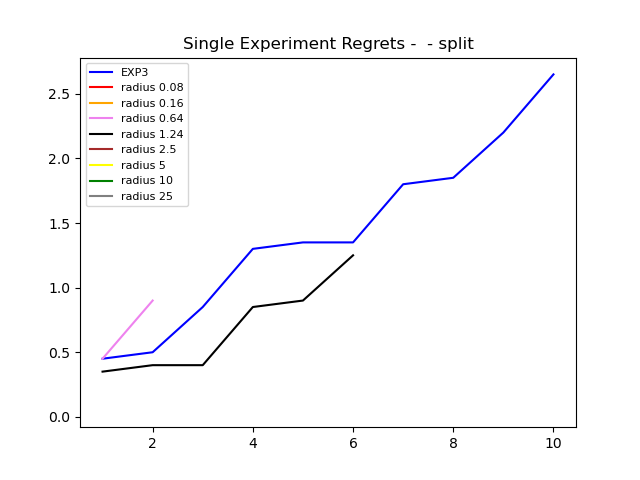 Single Experiment Regrets -  - split
EXP3
radius 0.08
radius 0.16
radius 0.64
radius 1.24
radius 2.5
radius 5
radius 10
radius 25
2.5
2.0
1.5
1.0
0.5
0.0
2 4 6 8 10